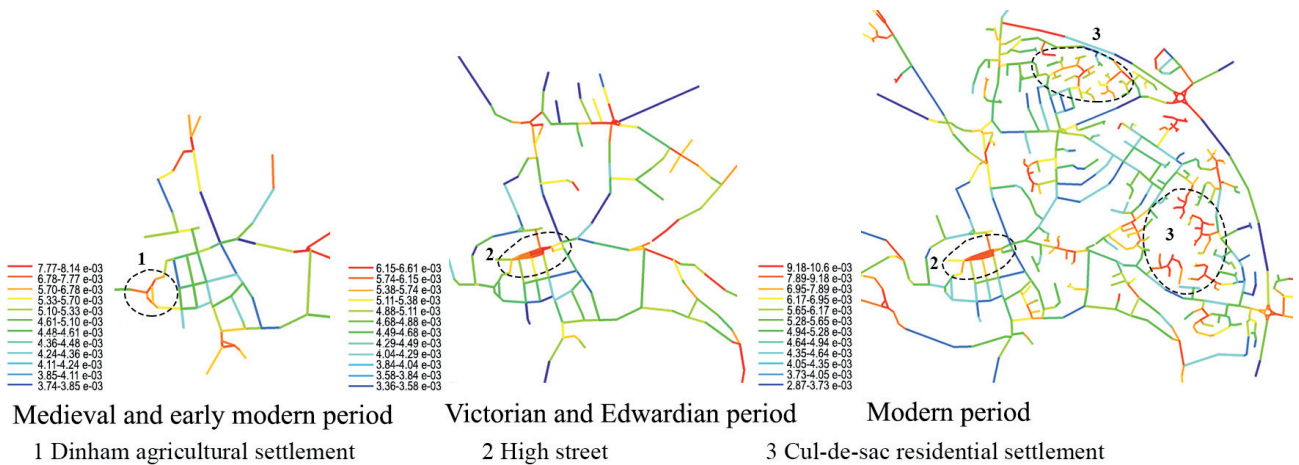 3
1
2
2
3
7.77-8.14 e-03
6.78-7.77 e-03
5.70-6.78 e-03
5.33-5.70 e-03
5.10-5.33 e-03
4.61-5.10 e-03
4.48-4.61 e-03
4.36-4.48 e-03
4.24-4.36 e-03
4.11-4.24 e-03
3.85-4.11 e-03
3.74-3.85 e-03
6.15-6.61 e-03
5.74-6.15 e-03
5.38-5.74 e-03
5.11-5.38 e-03
4.88-5.11 e-03
4.68-4.88 e-03
4.49-4.68 e-03
4.29-4.49 e-03
4.04-4.29 e-03
3.84-4.04 e-03
3.58-3.84 e-03
3.36-3.58 e-03
9.18-10.6 e-03
7.89-9.18 e-03
6.95-7.89 e-03
6.17-6.95 e-03
5.65-6.17 e-03
5.28-5.65 e-03
4.94-5.28 e-03
4.64-4.94 e-03
4.35-4.64 e-03
4.05-4.35 e-03
3.73-4.05 e-03
2.87-3.73 e-03
Medieval and early modern period
Victorian and Edwardian period
Modern period
1 Dinham agricultural settlement
2 High street
3 Cul-de-sac residential settlement